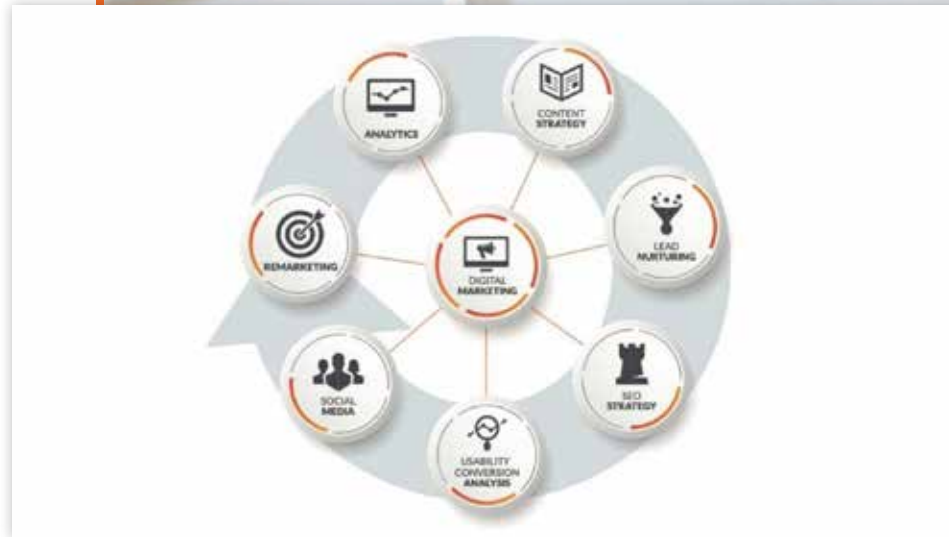 ANALYTICS
CONTENT
STRATEGY
LEAD
NURTURING
REMARKETING
DIGITAL
MARKETING
SEO
STRATEGY
SOCIAL
MEDIA
USABILITY
CONVERSION
ANALYSIS